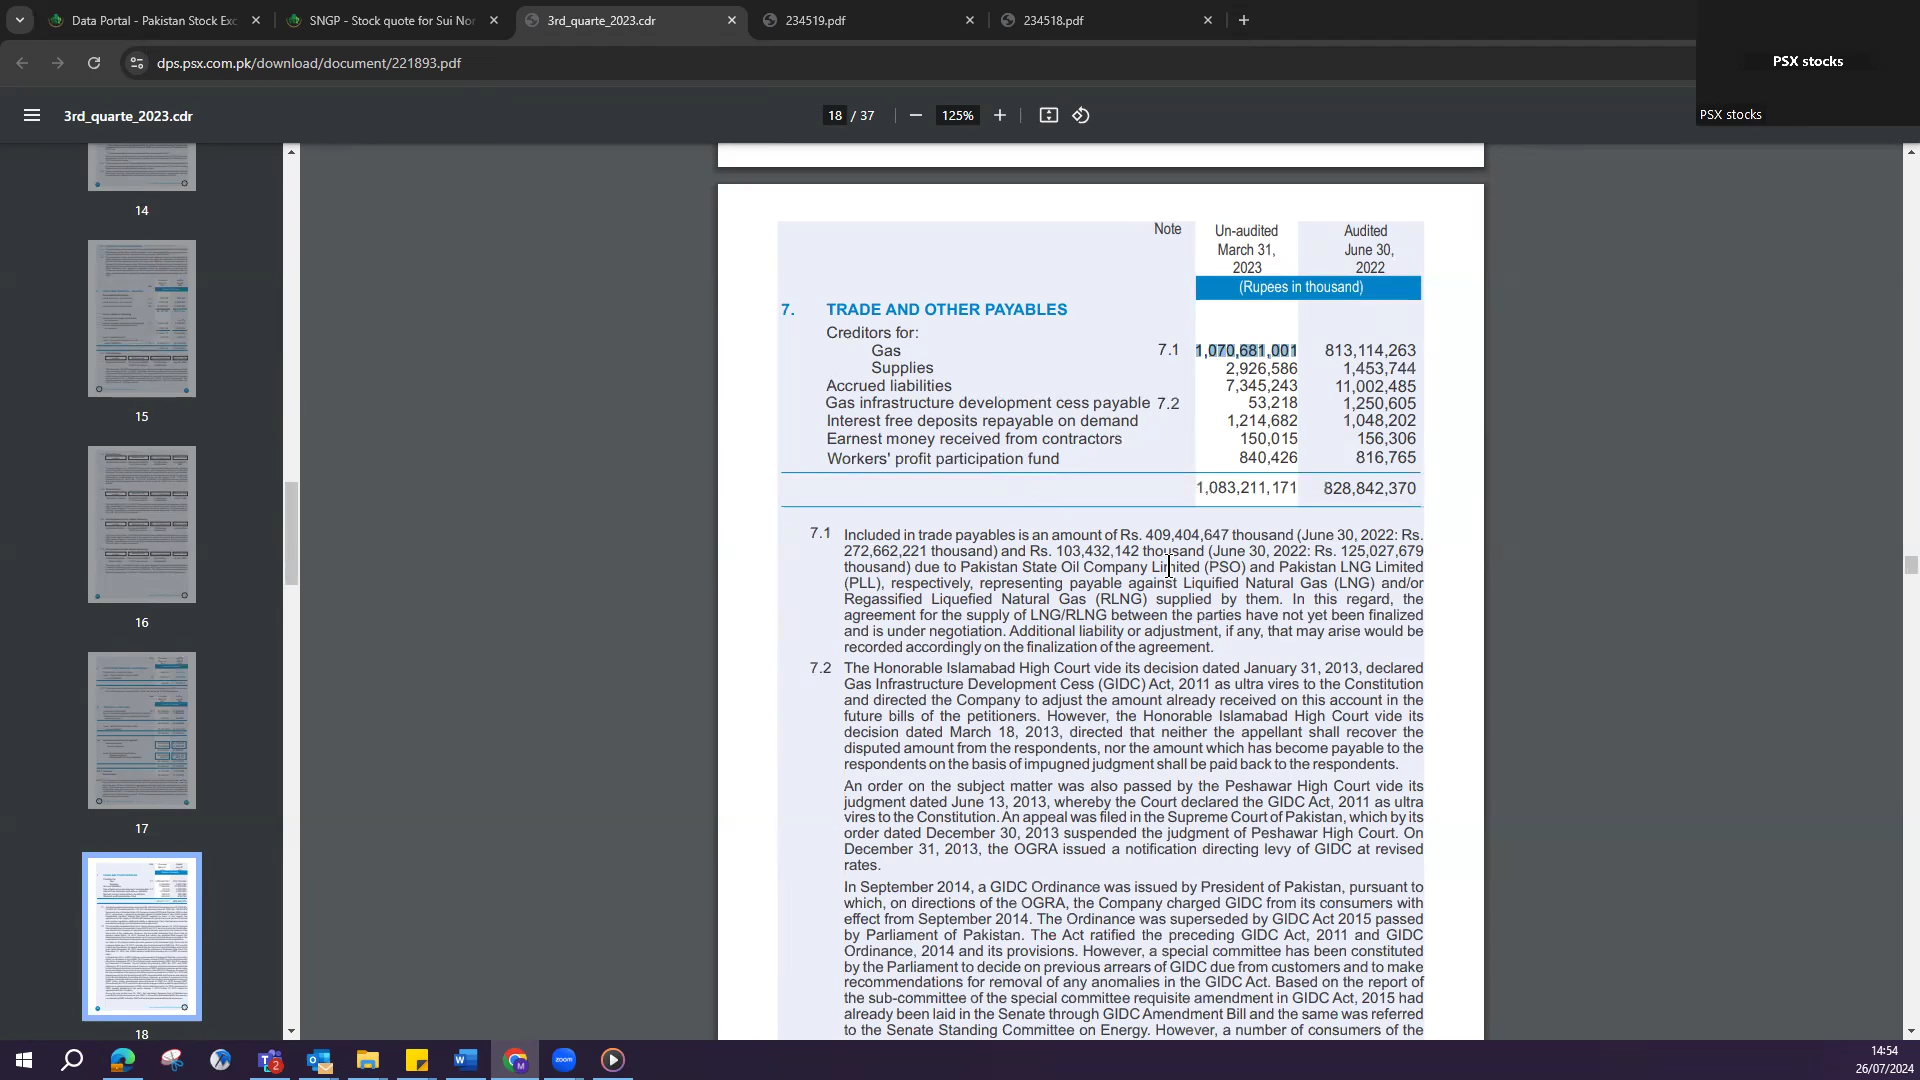 Data Portal - Pakistan Stock Exc
SNGP - Stock quote for Sui Nor
3rd_quarte_2023.cdr
234519.pdf
234518.pdf
dps.psx.com.pk/download/document/221893.pdf
PSX stocks
PSX stocks
3rd_quarte_2023.cdr
18 / 37
125%
14
15
16
17
18
Note
Un-audited
March 31,
2023
Audited
June 30,
2022
(Rupees in thousand)
7. TRADE AND OTHER PAYABLES
Creditors for:
Gas 7.1 1,070,681,001 813,114,263
Supplies 2,926,586 1,453,744
Accrued liabilities 7,345,243 11,002,485
Gas infrastructure development cess payable 7.2 53,218 1,250,605
Interest free deposits repayable on demand 1,214,682 1,048,202
Earnest money received from contractors 150,015 156,306
Workers' profit participation fund 840,426 816,765
1,083,211,171 828,842,370
7.1 Included in trade payables is an amount of Rs. 409,404,647 thousand (June 30, 2022: Rs.
272,662,221 thousand) and Rs. 103,432,142 thousand (June 30, 2022: Rs. 125,027,679
thousand) due to Pakistan State Oil Company Limited (PSO) and Pakistan LNG Limited
(PLL), respectively, representing payable against Liquified Natural Gas (LNG) and/or
Regassified Liquefied Natural Gas (RLNG) supplied by them. In this regard, the
agreement for the supply of LNG/RLNG between the parties have not yet been finalized
and is under negotiation. Additional liability or adjustment, if any, that may arise would be
recorded accordingly on the finalization of the agreement.
7.2 The Honorable Islamabad High Court vide its decision dated January 31, 2013, declared
Gas Infrastructure Development Cess (GIDC) Act, 2011 as ultra vires to the Constitution
and directed the Company to adjust the amount already received on this account in the
future bills of the petitioners. However, the Honorable Islamabad High Court vide its
decision dated March 18, 2013, directed that neither the appellant shall recover the
disputed amount from the respondents, nor the amount which has become payable to the
respondents on the basis of impugned judgment shall be paid back to the respondents.
An order on the subject matter was also passed by the Peshawar High Court vide its
judgment dated June 13, 2013, whereby the Court declared the GIDC Act, 2011 as ultra
vires to the Constitution. An appeal was filed in the Supreme Court of Pakistan, which by its
order dated December 30, 2013 suspended the judgment of Peshawar High Court. On
December 31, 2013, the OGRA issued a notification directing levy of GIDC at revised
rates.
In September 2014, a GIDC Ordinance was issued by President of Pakistan, pursuant to
which, on directions of the OGRA, the Company charged GIDC from its consumers with
effect from September 2014. The Ordinance was superseded by GIDC Act 2015 passed
by Parliament of Pakistan. The Act ratified the preceding GIDC Act, 2011 and GIDC
Ordinance, 2014 and its provisions. However, a special committee has been constituted
by the Parliament to decide on previous arrears of GIDC due from customers and to make
recommendations for removal of any anomalies in the GIDC Act. Based on the report of
the sub-committee of the special committee requisite amendment in GIDC Act, 2015 had
already been laid in the Senate through GIDC Amendment Bill and the same was referred
to the Senate Standing Committee on Energy. However, a number of consumers of the
2
zoom
14:54
26/07/2024